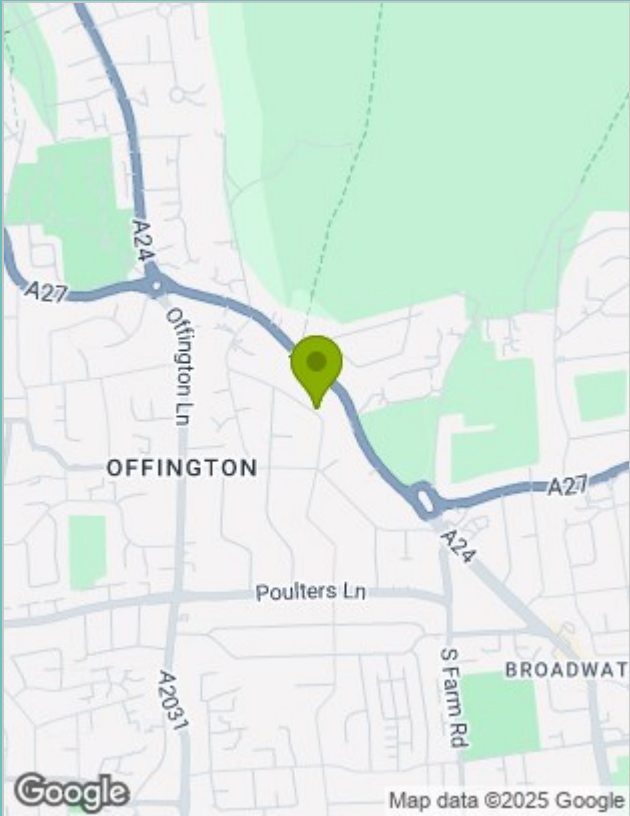 A24
A27
Offington Ln
OFFINGTON
A27
A24
Poulters Ln
BROADWAT
A2031
S Farm Rd
Google
Map data ©2025 Google